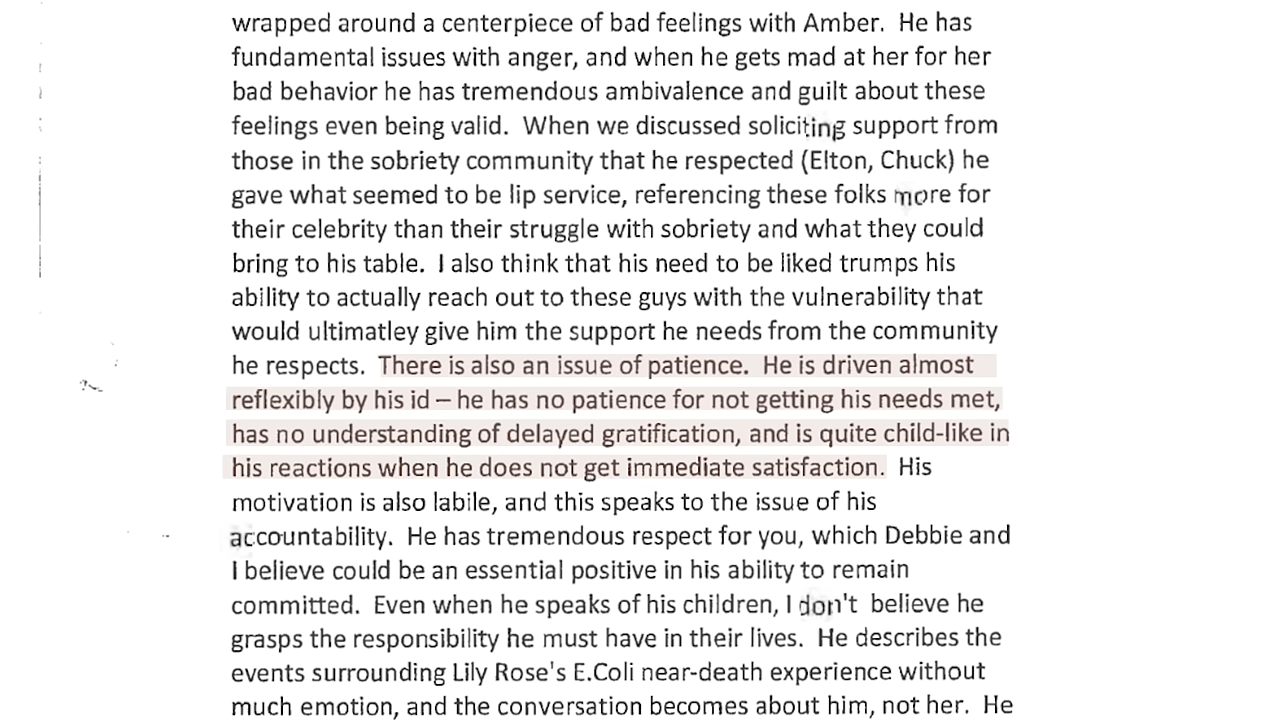 wrapped around a centerpiece of bad feelings with Amber.  He has
fundamental issues with anger, and when he gets mad at her for her
bad behavior he has tremendous ambivalence and guilt about these
feelings even being valid.  When we discussed soliciting support from
those in the sobriety community that he respected (Elton, Chuck) he
gave what seemed to be lip service, referencing these folks more for
their celebrity than their struggle with sobriety and what they could
bring to his table.  I also think that his need to be liked trumps his
ability to actually reach out to these guys with the vulnerability that
would ultimatley give him the support he needs from the community
he respects.  There is also an issue of patience.  He is driven almost
reflexibly by his id – he has no patience for not getting his needs met,
has no understanding of delayed gratification, and is quite child-like in
his reactions when he does not get immediate satisfaction.  His
motivation is also labile, and this speaks to the issue of his
accountability.  He has tremendous respect for you, which Debbie and
I believe could be an essential positive in his ability to remain
committed.  Even when he speaks of his children, I don't  believe he
grasps the responsibility he must have in their lives.  He describes the
events surrounding Lily Rose's E.Coli near-death experience without
much emotion, and the conversation becomes about him, not her.  He